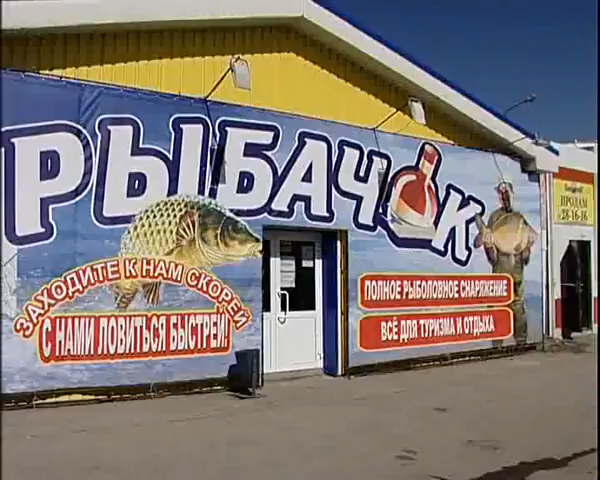 РЫБАЧОК
ЗАХОДИТЕ К НАМ СКОРЕЙ
С НАМИ ЛОВИТЬСЯ БЫСТРЕЙ!
ПОЛНОЕ РЫБОЛОВНОЕ СНАРЯЖЕНИЕ
ВСЁ ДЛЯ ТУРИЗМА И ОТДЫХА
ПРОДАМ
28-16-16